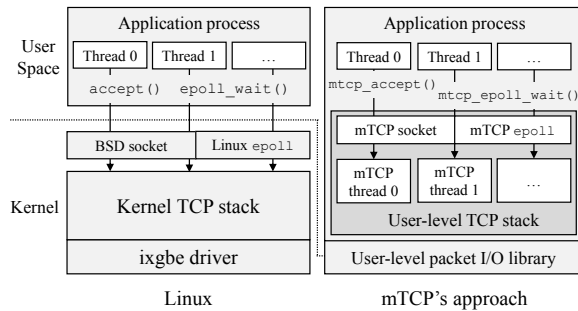 Application process
Thread 0
Thread 1
...
accept()
epoll_wait()
BSD socket
Linux epoll
Kernel TCP stack
ixgbe driver
Linux
User
Space
Kernel
Application process
Thread 0
Thread 1
...
mtcp_accept()
mtcp_epoll_wait()
mTCP socket
mTCP epoll
mTCP
thread 0
mTCP
thread 1
...
User-level TCP stack
User-level packet I/O library
mTCP's approach